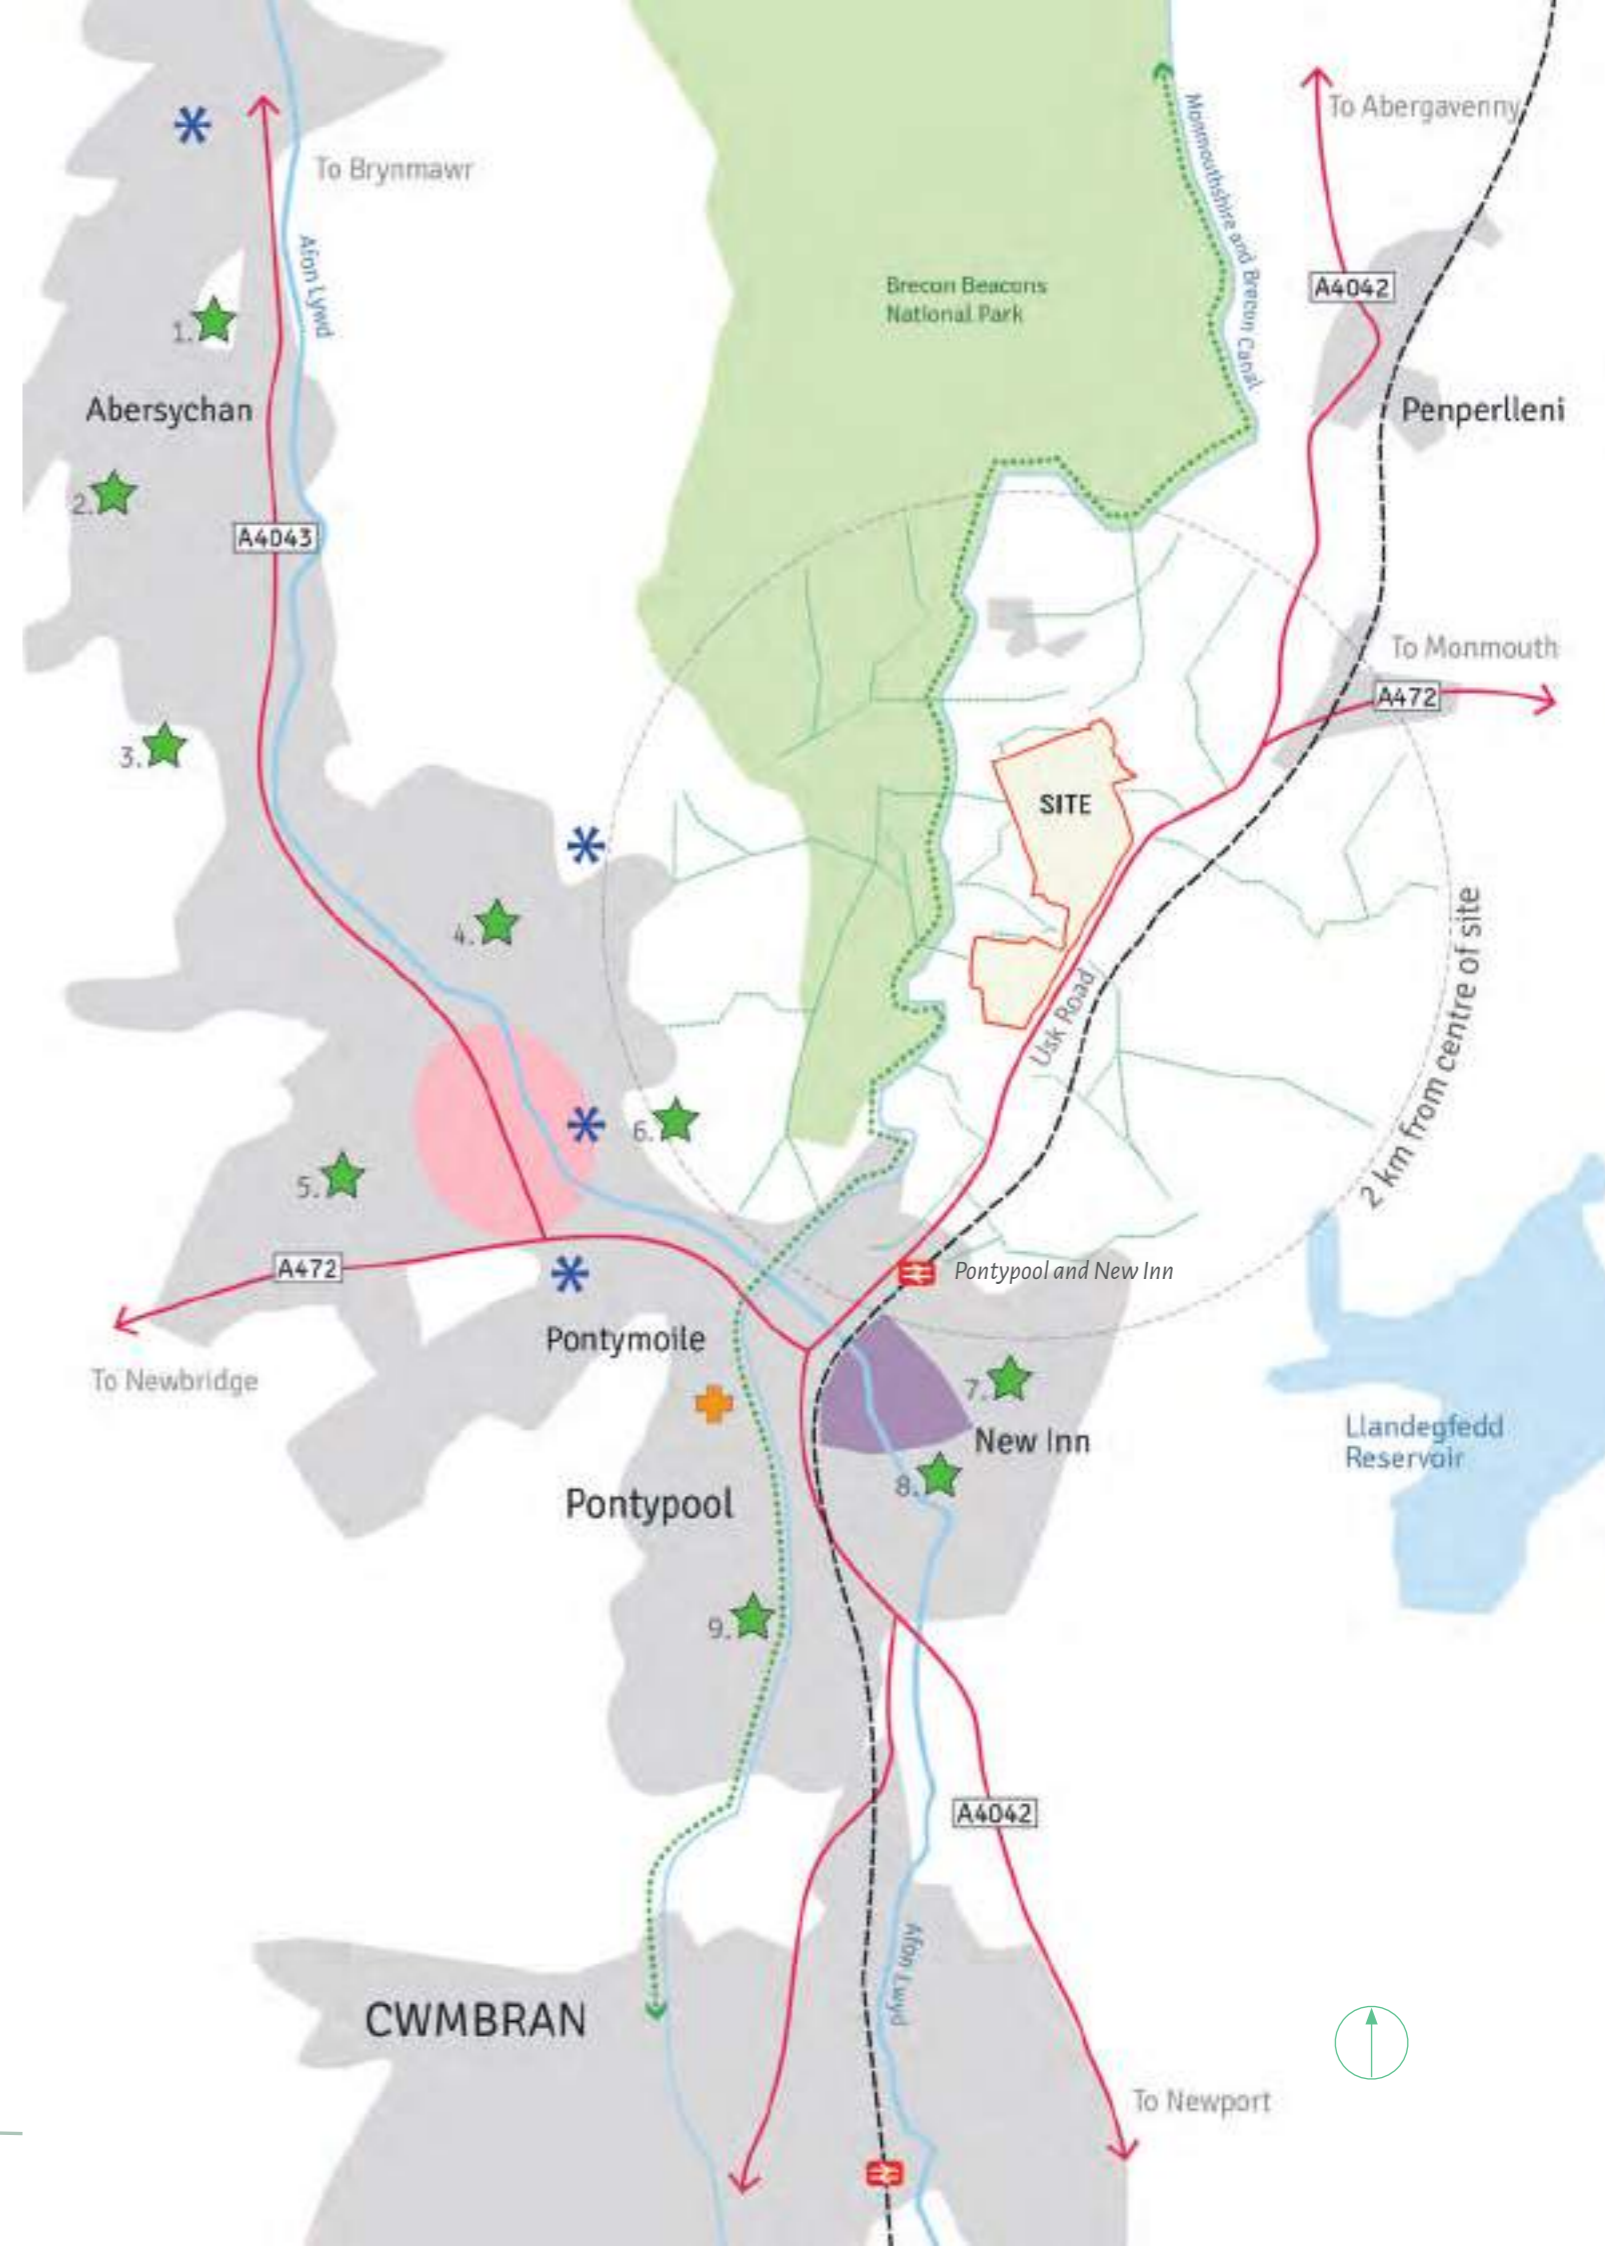 To Abergavenny
To Brynmawr
Monmouthshire and Brecon Canal
Afon Lywd
Brecon Beacons
National Park
A4042
1.
Abersychan
Penperlleni
2.
A4043
To Monmouth
A472
3.
SITE
4.
2 km from centre of site
Usk Road
6.
5.
A472
Pontypool and New Inn
Pontymoile
To Newbridge
7.
New Inn
Llandegfedd
Reservoir
8.
Pontypool
9.
A4042
Afon Lwyd
CWMBRAN
To Newport